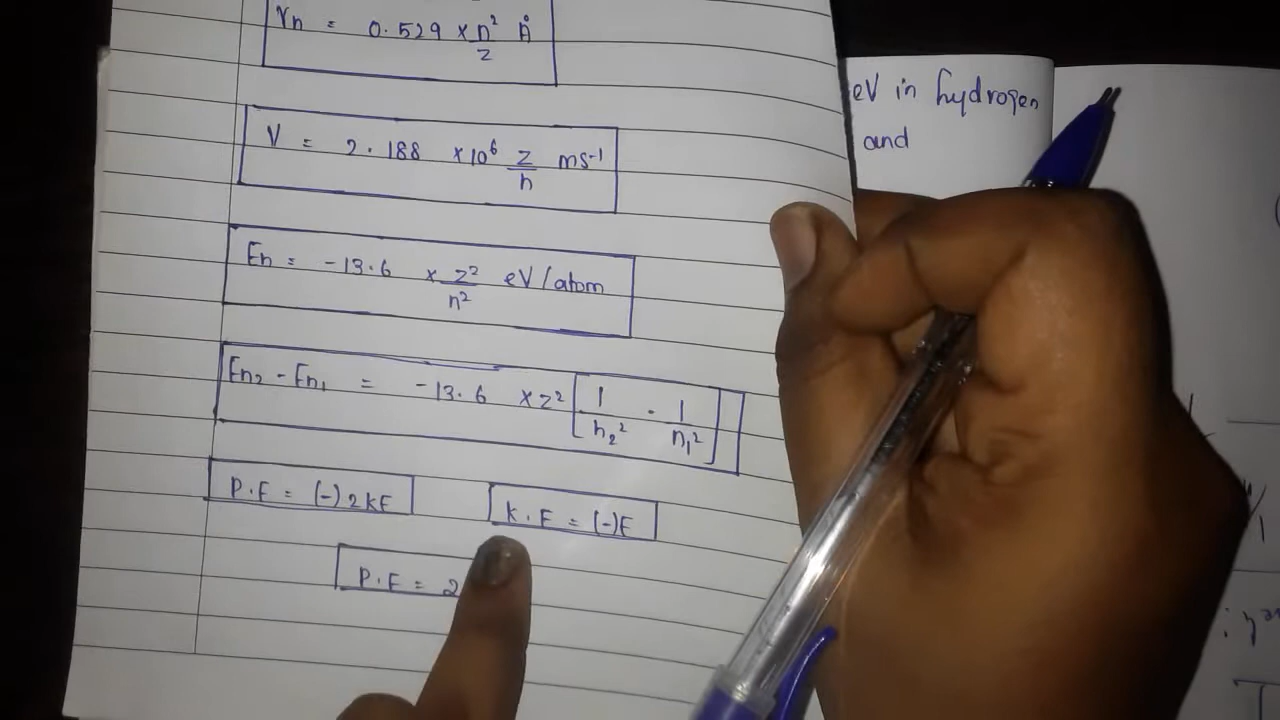 rn = 0.529 × n²/z Å
V = 2.188 × 10⁶ z/n ms⁻¹
En = -13.6 × z²/n² eV/atom
En₂ - En₁ = -13.6 × z² [1/n₂² - 1/n₁²]
P.E = (-) 2KE
K.E = (-)E
P.E = 2
eV in hydrogen
and